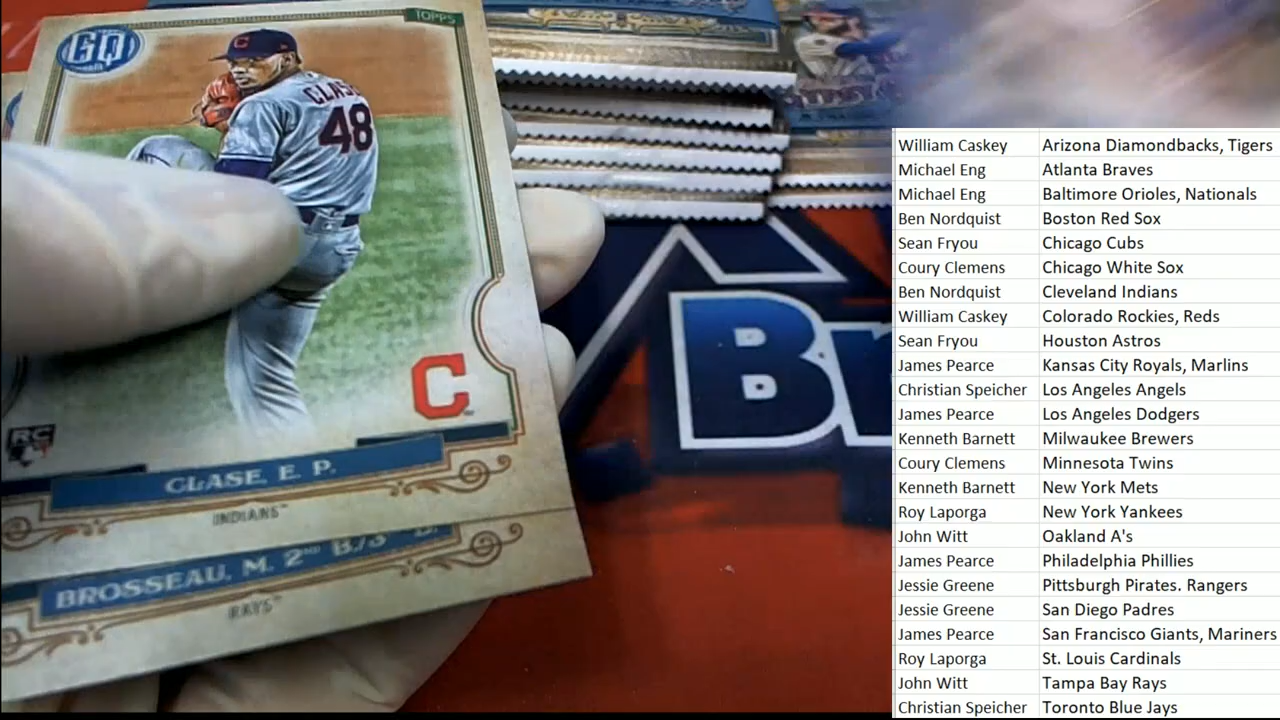 TOPPS
GQ
C
CLAS
48
C
RC
CLASE, E. P.
INDIANS™
BROSSEAU, M. 2ND B./3
RAYS™
Br
William Caskey Arizona Diamondbacks, Tigers
Michael Eng Atlanta Braves
Michael Eng Baltimore Orioles, Nationals
Ben Nordquist Boston Red Sox
Sean Fryou Chicago Cubs
Coury Clemens Chicago White Sox
Ben Nordquist Cleveland Indians
William Caskey Colorado Rockies, Reds
Sean Fryou Houston Astros
James Pearce Kansas City Royals, Marlins
Christian Speicher Los Angeles Angels
James Pearce Los Angeles Dodgers
Kenneth Barnett Milwaukee Brewers
Coury Clemens Minnesota Twins
Kenneth Barnett New York Mets
Roy Laporga New York Yankees
John Witt Oakland A's
James Pearce Philadelphia Phillies
Jessie Greene Pittsburgh Pirates. Rangers
Jessie Greene San Diego Padres
James Pearce San Francisco Giants, Mariners
Roy Laporga St. Louis Cardinals
John Witt Tampa Bay Rays
Christian Speicher Toronto Blue Jays